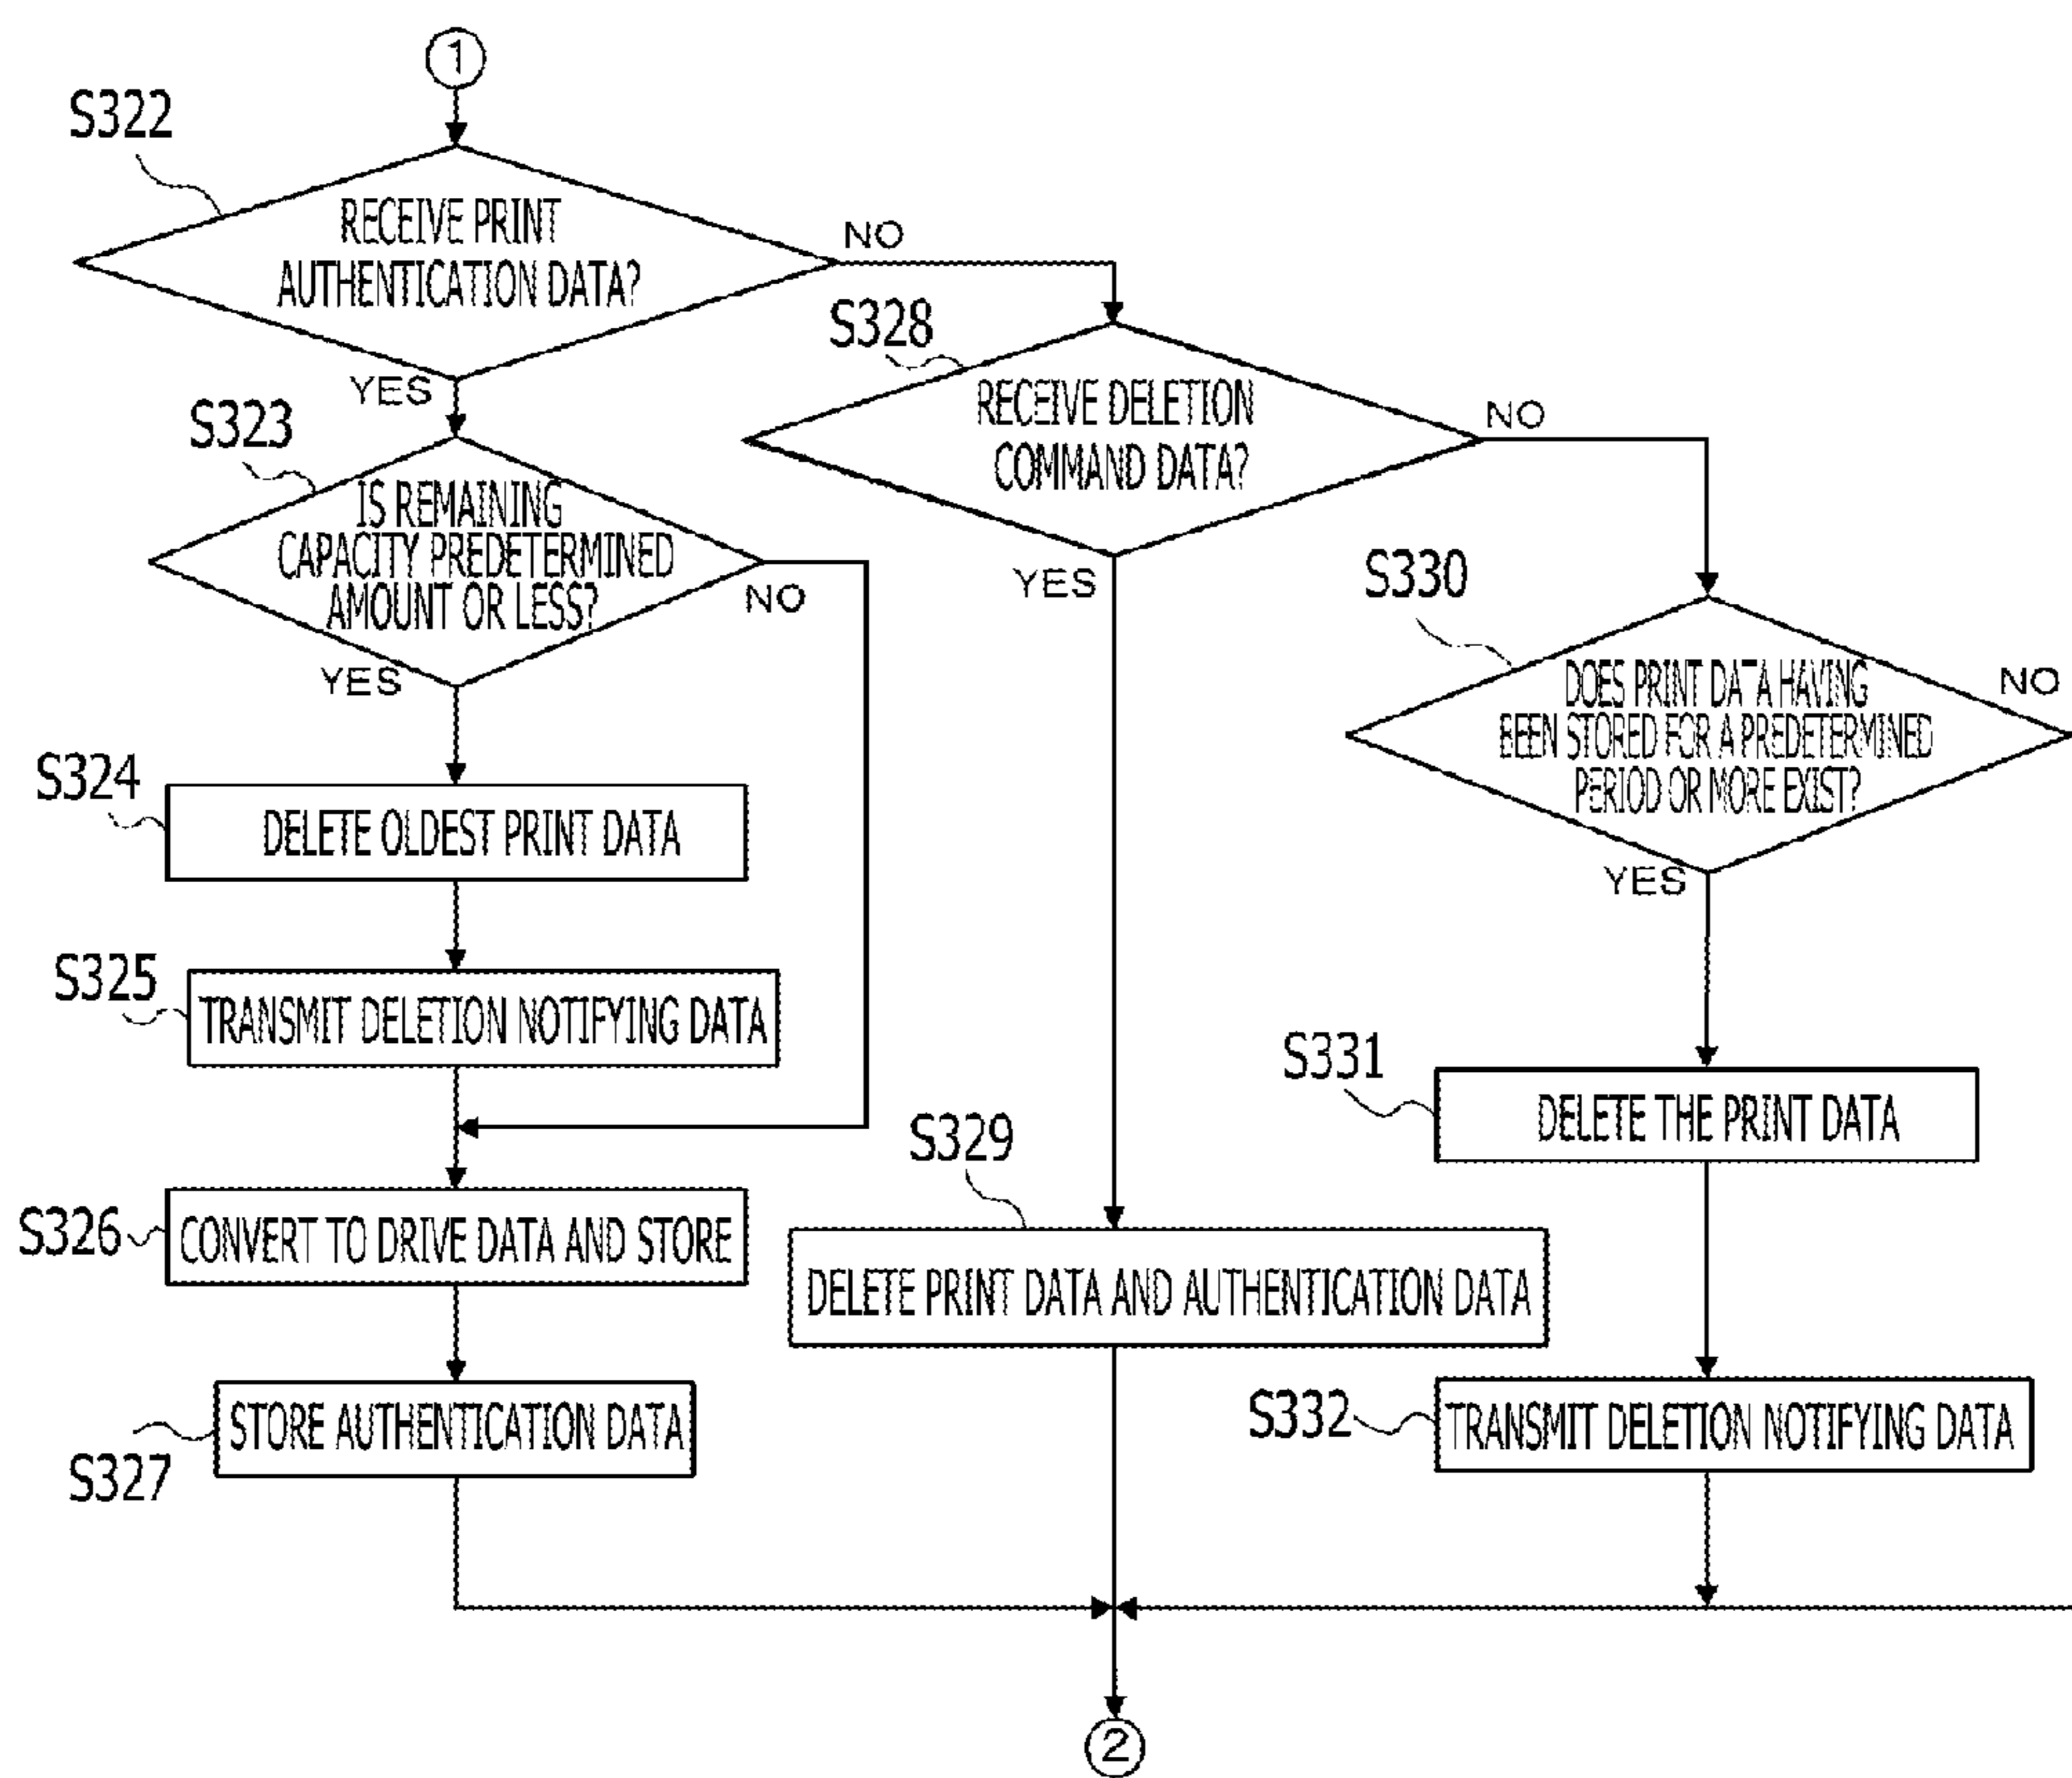 1
S322
RECEIVE PRINT
AUTHENTICATION DATA?
NO
YES
S323
IS REMAINING
CAPACITY PREDETERMINED
AMOUNT OR LESS?
NO
YES
S324
DELETE OLDEST PRINT DATA
S325
TRANSMIT DELETION NOTIFYING DATA
S326
CONVERT TO DRIVE DATA AND STORE
S327
STORE AUTHENTICATION DATA
S328
RECEIVE DELETION
COMMAND DATA?
NO
YES
S329
DELETE PRINT DATA AND AUTHENTICATION DATA
S330
DOES PRINT DATA HAVING
BEEN STORED FOR A PREDETERMINED
PERIOD OR MORE EXIST?
NO
YES
S331
DELETE THE PRINT DATA
S332
TRANSMIT DELETION NOTIFYING DATA
2